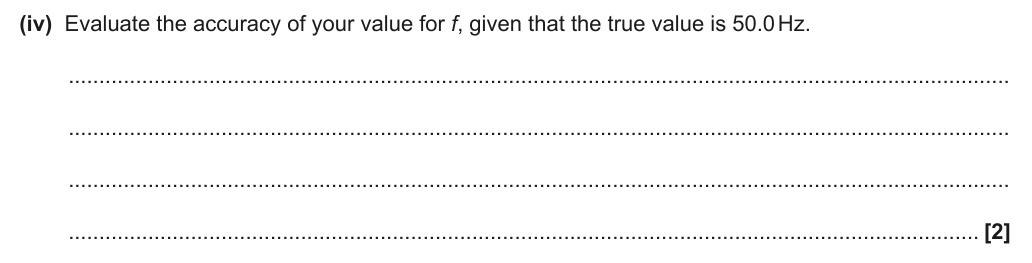 (iv) Evaluate the accuracy of your value for f, given that the true value is 50.0 Hz.
[2]